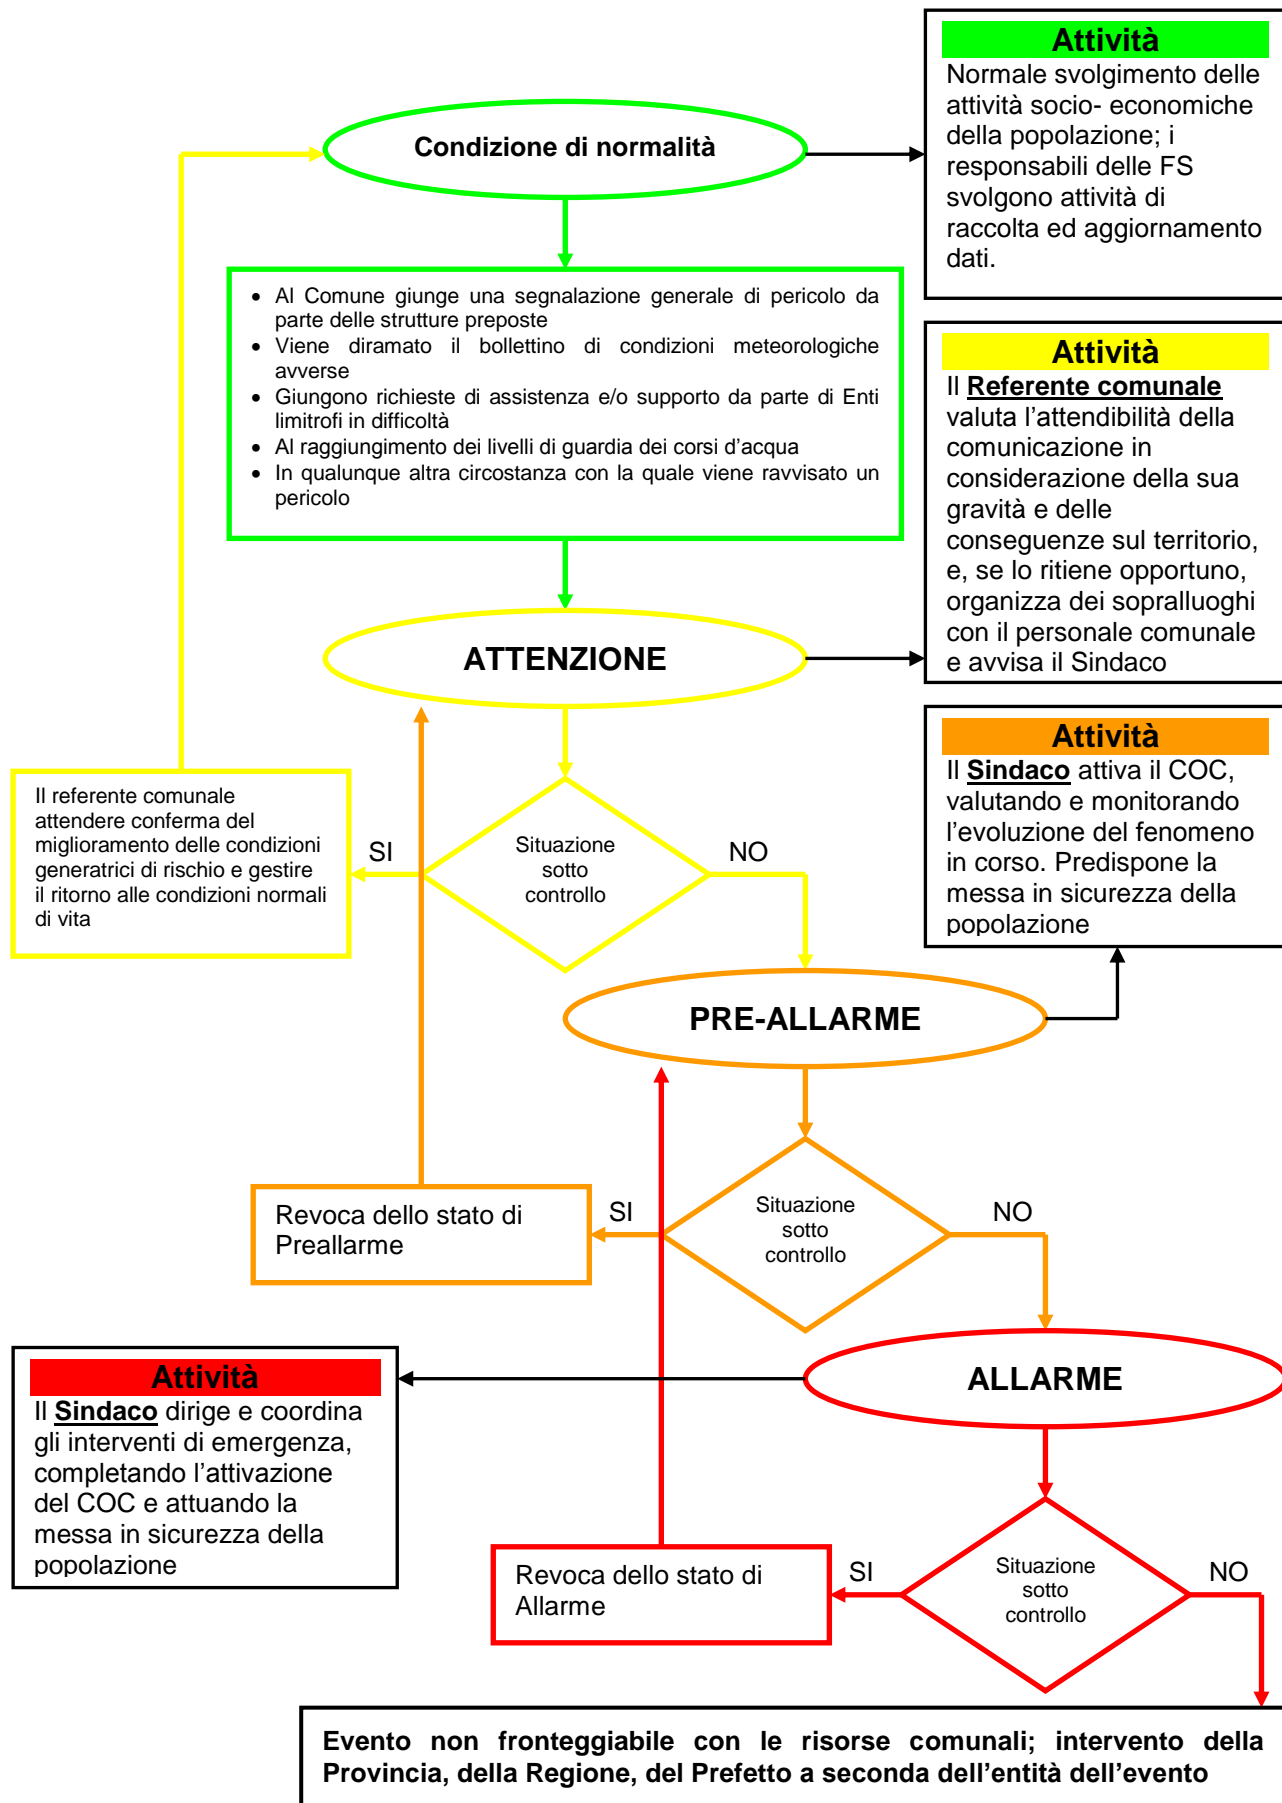 Attività
Normale svolgimento delle
attività socio- economiche
della popolazione; i
responsabili delle FS
svolgono attività di
raccolta ed aggiornamento
dati.
Condizione di normalità
• Al Comune giunge una segnalazione generale di pericolo da
parte delle strutture preposte
• Viene diramato il bollettino di condizioni meteorologiche
avverse
• Giungono richieste di assistenza e/o supporto da parte di Enti
limitrofi in difficoltà
• Al raggiungimento dei livelli di guardia dei corsi d'acqua
• In qualunque altra circostanza con la quale viene ravvisato un
pericolo
Attività
Il Referente comunale
valuta l'attendibilità della
comunicazione in
considerazione della sua
gravità e delle
conseguenze sul territorio,
e, se lo ritiene opportuno,
organizza dei sopralluoghi
con il personale comunale
e avvisa il Sindaco
ATTENZIONE
Attività
Il Sindaco attiva il COC,
valutando e monitorando
l'evoluzione del fenomeno
in corso. Predispone la
messa in sicurezza della
popolazione
Il referente comunale
attendere conferma del
miglioramento delle condizioni
generatrici di rischio e gestire
il ritorno alle condizioni normali
di vita
SI
Situazione
sotto
controllo
NO
PRE-ALLARME
Revoca dello stato di
Preallarme
SI
Situazione
sotto
controllo
NO
ALLARME
Attività
Il Sindaco dirige e coordina
gli interventi di emergenza,
completando l'attivazione
del COC e attuando la
messa in sicurezza della
popolazione
Revoca dello stato di
Allarme
SI
Situazione
sotto
controllo
NO
Evento non fronteggiabile con le risorse comunali; intervento della
Provincia, della Regione, del Prefetto a seconda dell'entità dell'evento